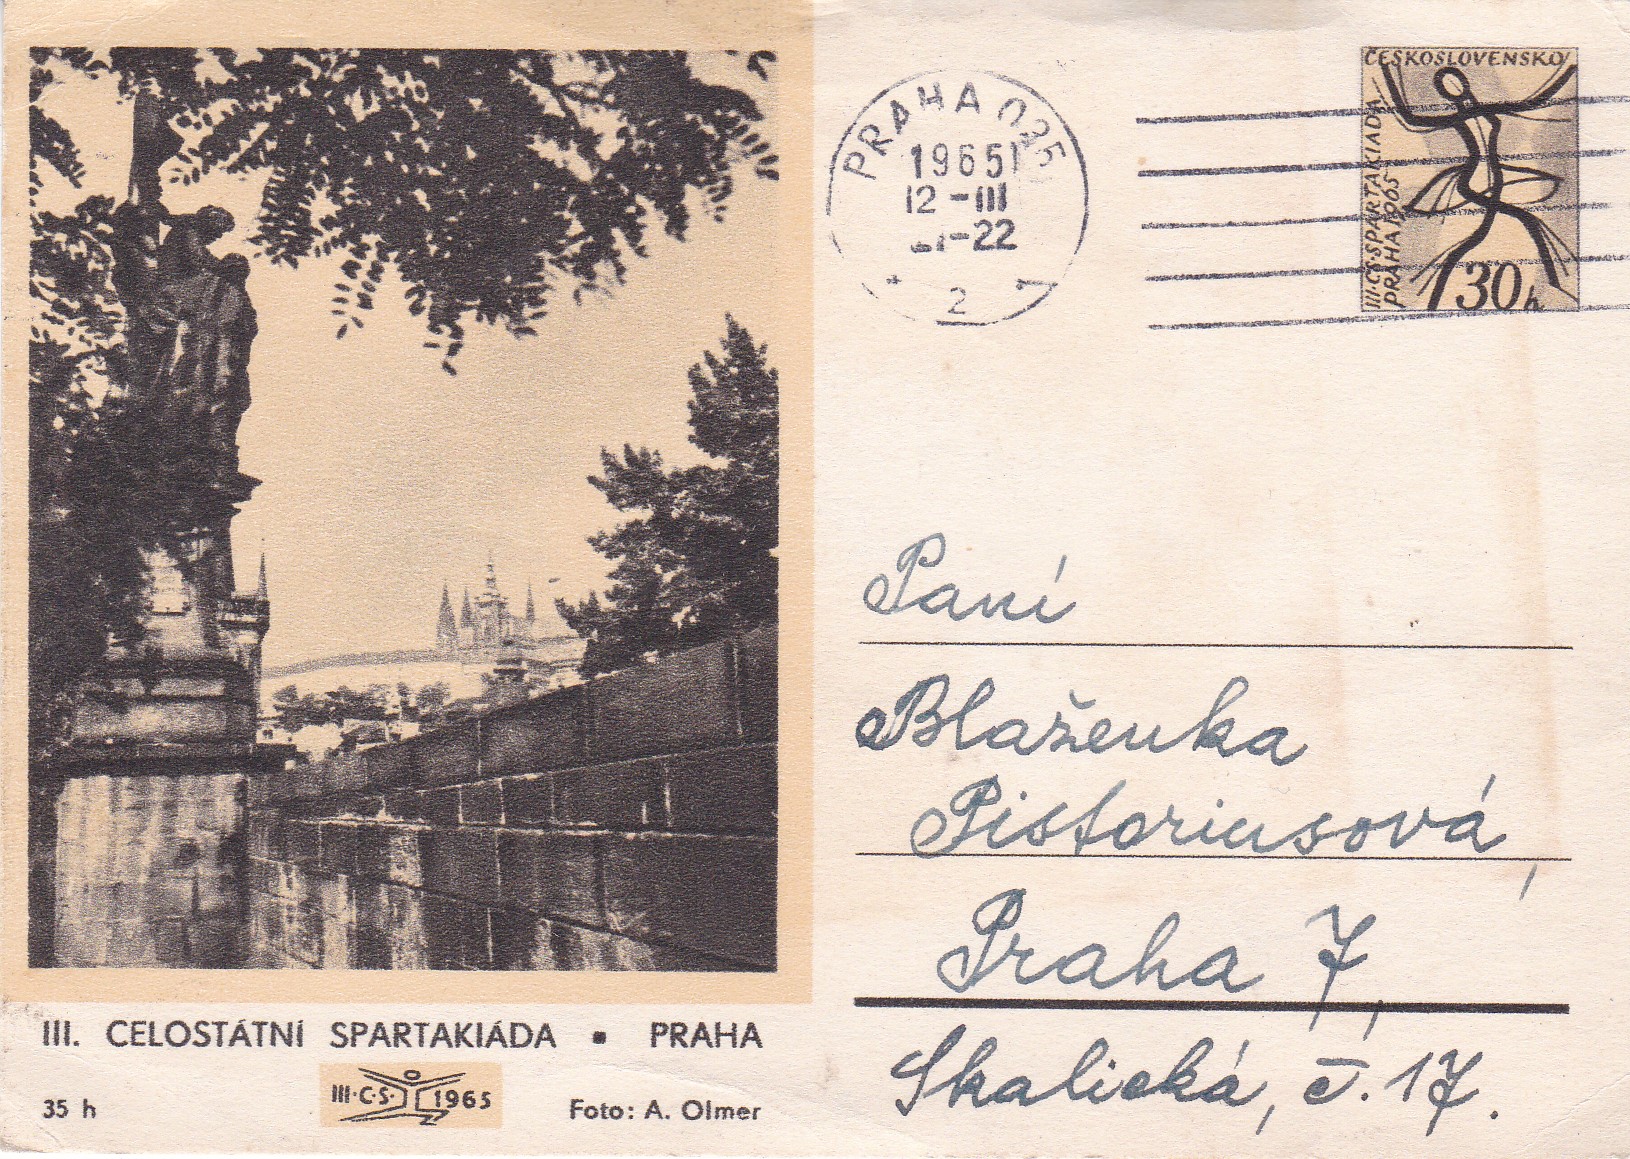 III. CELOSTÁTNÍ SPARTAKIÁDA • PRAHA
35 h
III·C·S· 1965
Foto: A. Olmer
PRAHA 025
1965
12-III
-22
2
ČESKOSLOVENSKO
III·CS·SPARTAKIADA
PRAHA 1965
30h
Paní
Blaženka
Pistoriusová,
Praha 7,
Skalická, č. 17.